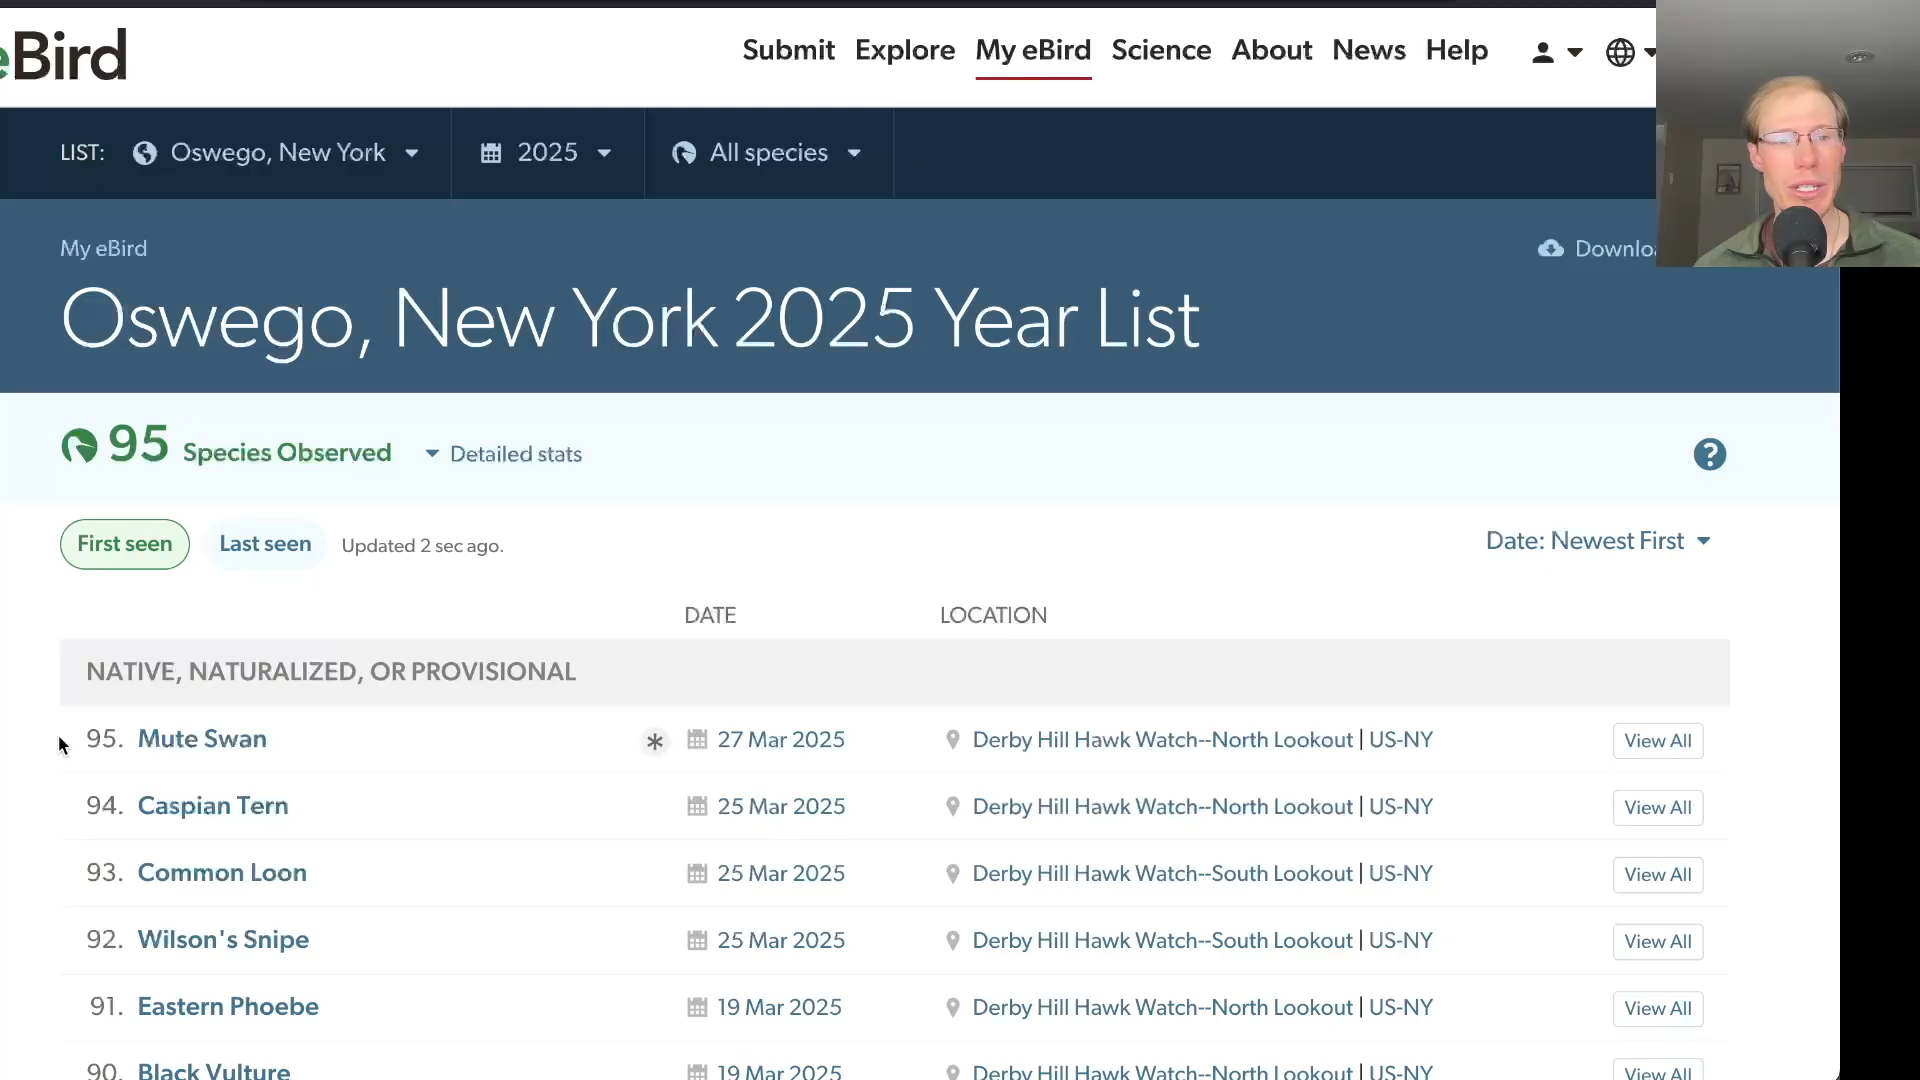 eBird
Submit Explore My eBird Science About News Help
LIST: Oswego, New York 2025 All species
My eBird
Oswego, New York 2025 Year List
95 Species Observed Detailed stats ?
First seen Last seen Updated 2 sec ago. Date: Newest First
DATE LOCATION
NATIVE, NATURALIZED, OR PROVISIONAL
95. Mute Swan * 27 Mar 2025 Derby Hill Hawk Watch--North Lookout | US-NY View All
94. Caspian Tern 25 Mar 2025 Derby Hill Hawk Watch--North Lookout | US-NY View All
93. Common Loon 25 Mar 2025 Derby Hill Hawk Watch--South Lookout | US-NY View All
92. Wilson's Snipe 25 Mar 2025 Derby Hill Hawk Watch--South Lookout | US-NY View All
91. Eastern Phoebe 19 Mar 2025 Derby Hill Hawk Watch--North Lookout | US-NY View All
90. Black Vulture 19 Mar 2025 Derby Hill Hawk Watch--North Lookout | US-NY View All